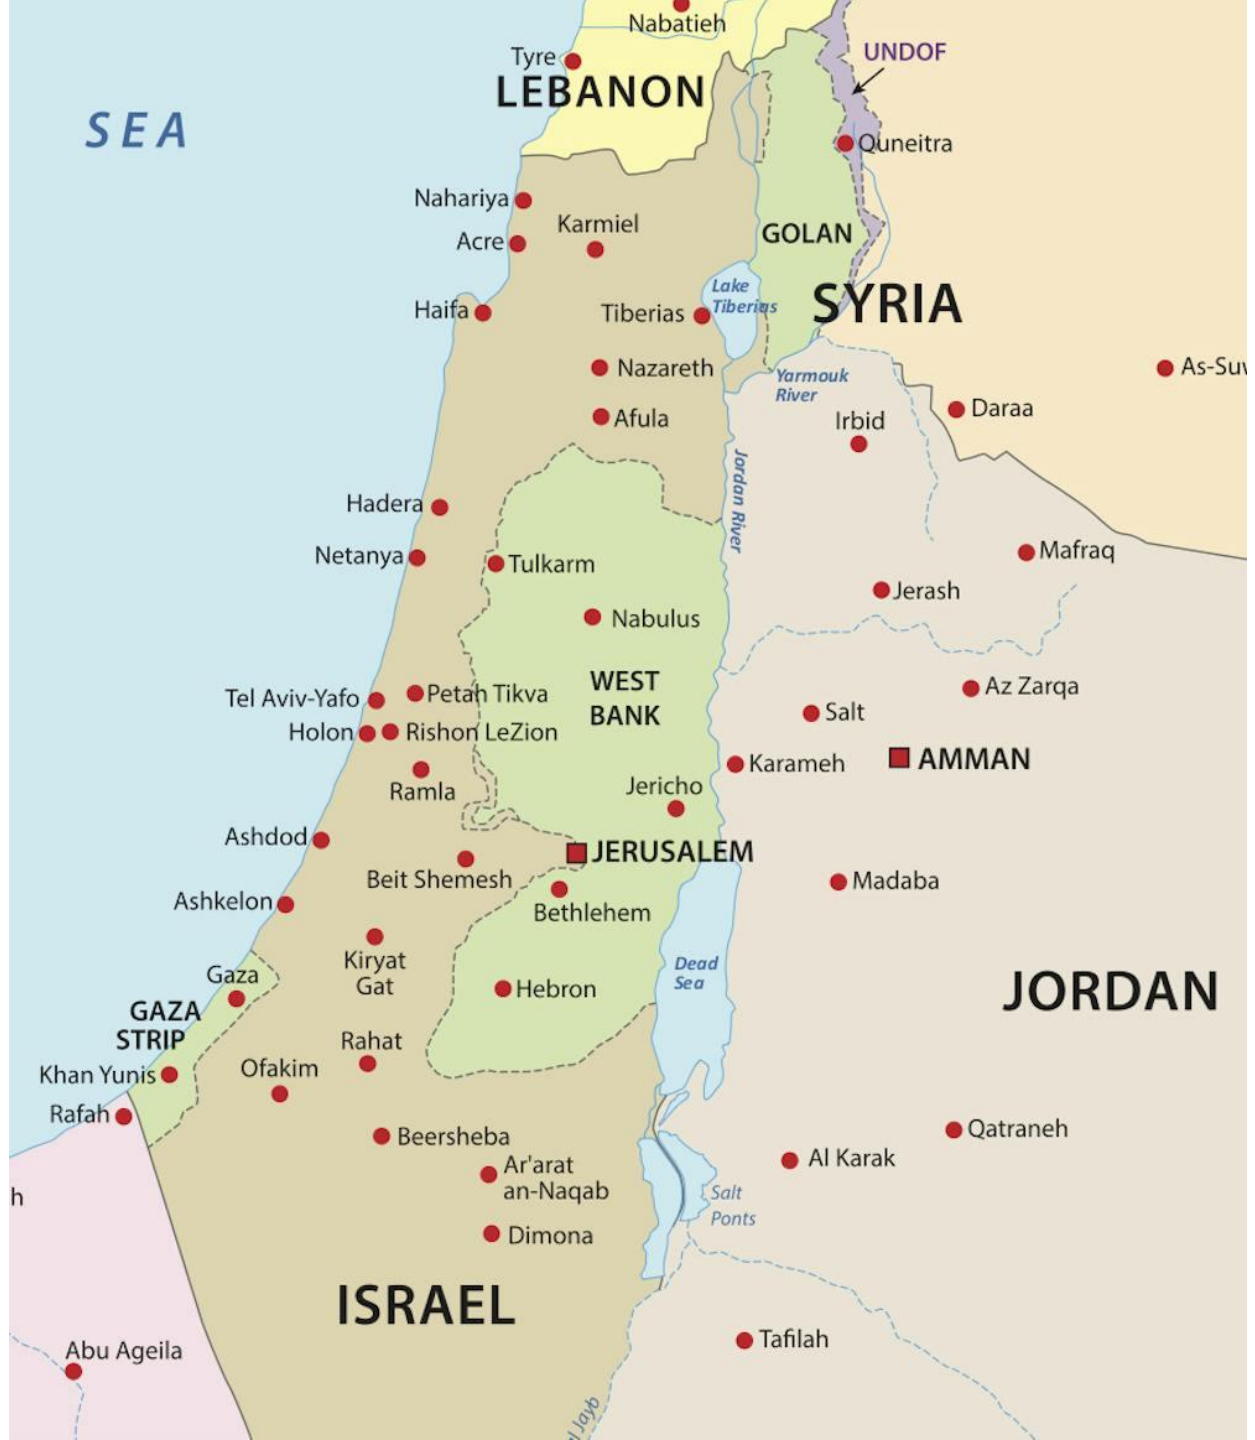 Nabatieh
UNDOF
Tyre
LEBANON
SEA
Quneitra
Nahariya
Karmiel
Acre
GOLAN
Lake
Tiberias
SYRIA
Haifa
Tiberias
Nazareth
Yarmouk
River
As-Suw
Afula
Irbid
Daraa
Jordan River
Hadera
Netanya
Tulkarm
Mafraq
Jerash
Nabulus
WEST
BANK
Tel Aviv-Yafo
Petah Tikva
Az Zarqa
Holon
Rishon LeZion
Salt
Karameh
AMMAN
Ramla
Jericho
Ashdod
JERUSALEM
Beit Shemesh
Madaba
Ashkelon
Bethlehem
Kiryat
Gat
Dead
Sea
Gaza
GAZA
STRIP
Hebron
JORDAN
Rahat
Khan Yunis
Ofakim
Rafah
Beersheba
Qatraneh
Ar'arat
an-Naqab
Al Karak
h
Salt
Ponts
Dimona
ISRAEL
Tafilah
Abu Ageila
Jayb